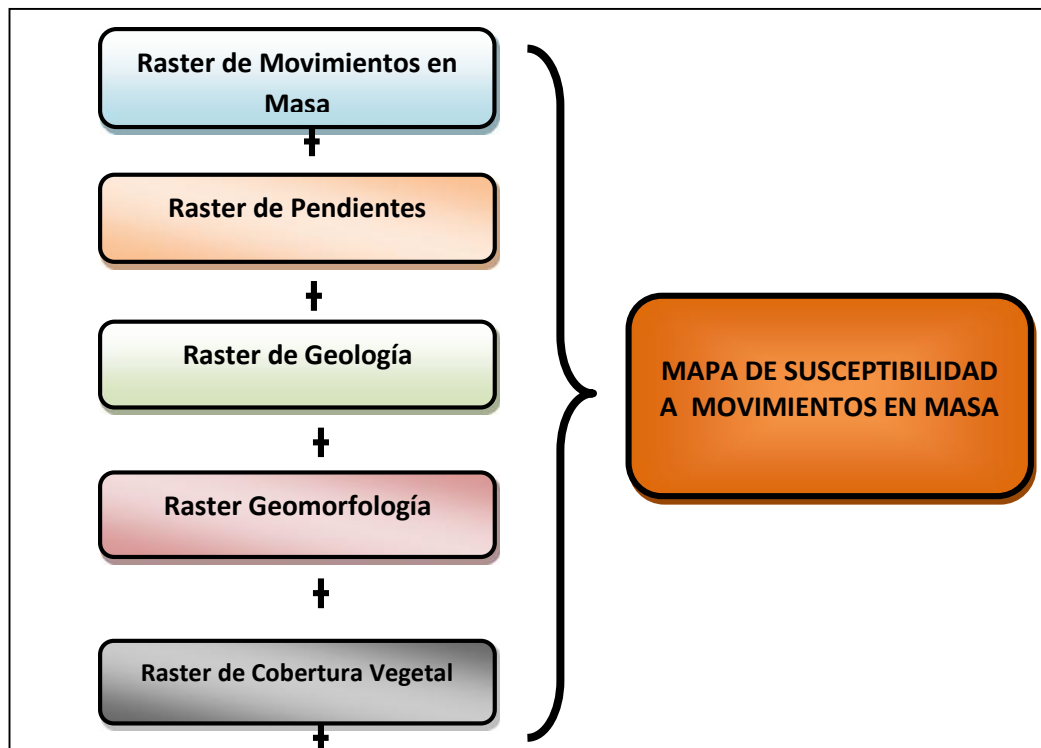 Raster de Movimientos en
Masa
+
Raster de Pendientes
+
Raster de Geología
+
Raster Geomorfología
+
Raster de Cobertura Vegetal
+
MAPA DE SUSCEPTIBILIDAD
A MOVIMIENTOS EN MASA